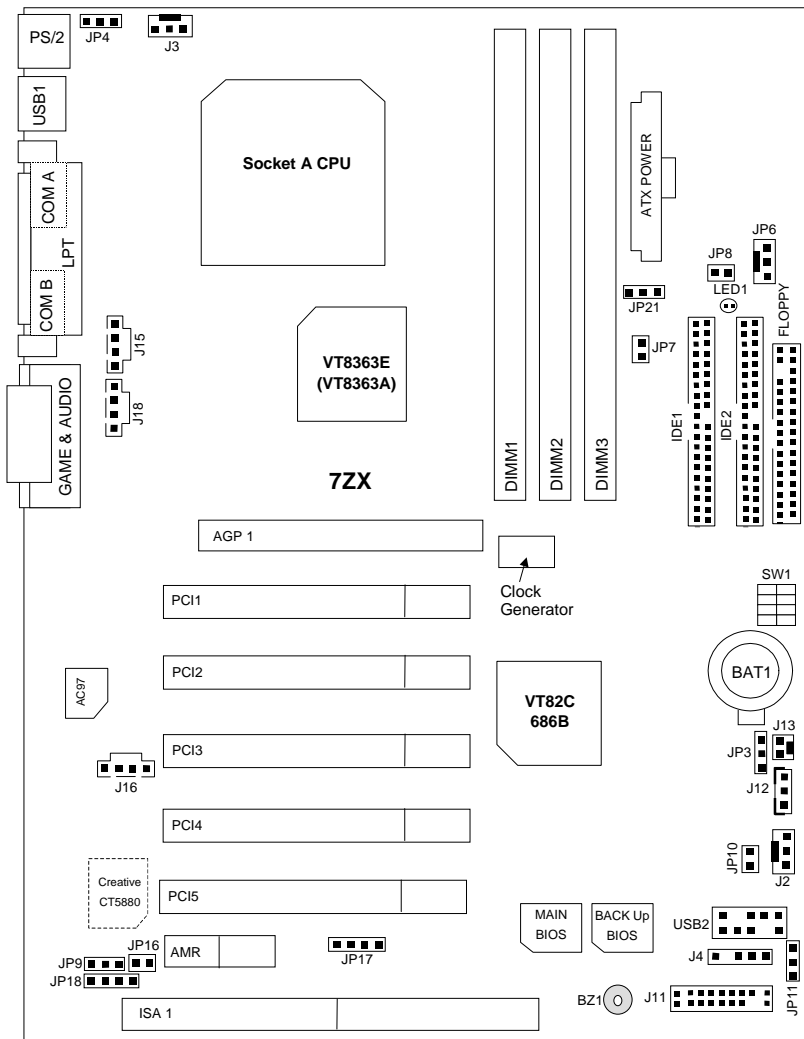 PS/2
JP4
J3
USB1
Socket A CPU
ATX POWER
COM A
LPT
COM B
JP6
JP8
LED1
FLOPPY
JP21
JP7
J15
VT8363E
(VT8363A)
J18
GAME & AUDIO
IDE1
IDE2
DIMM1
DIMM2
DIMM3
7ZX
AGP 1
Clock
Generator
SW1
PCI1
PCI2
AC97
VT82C
686B
BAT1
J13
JP3
J12
PCI3
J16
PCI4
JP10
J2
Creative
CT5880
PCI5
MAIN
BIOS
BACK Up
BIOS
USB2
JP16
AMR
JP17
J4
JP9
JP18
JP11
BZ1
J11
ISA 1